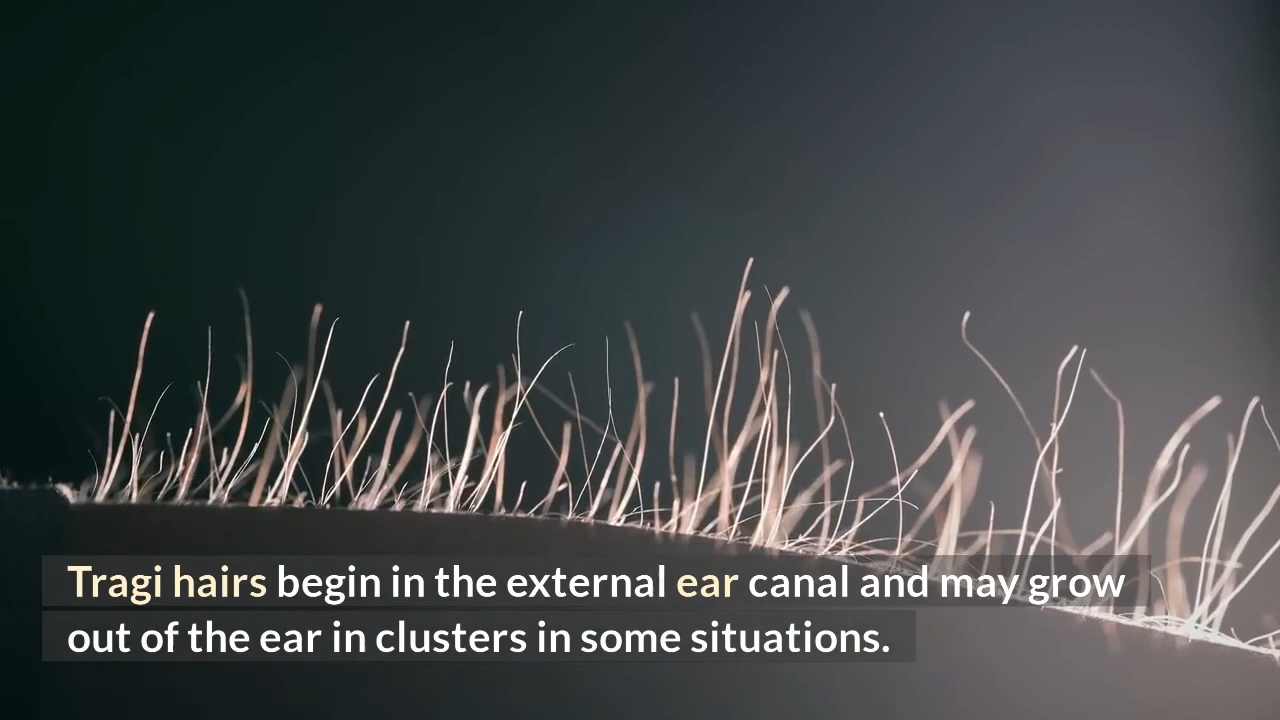 Tragi hairs begin in the external ear canal and may grow
out of the ear in clusters in some situations.